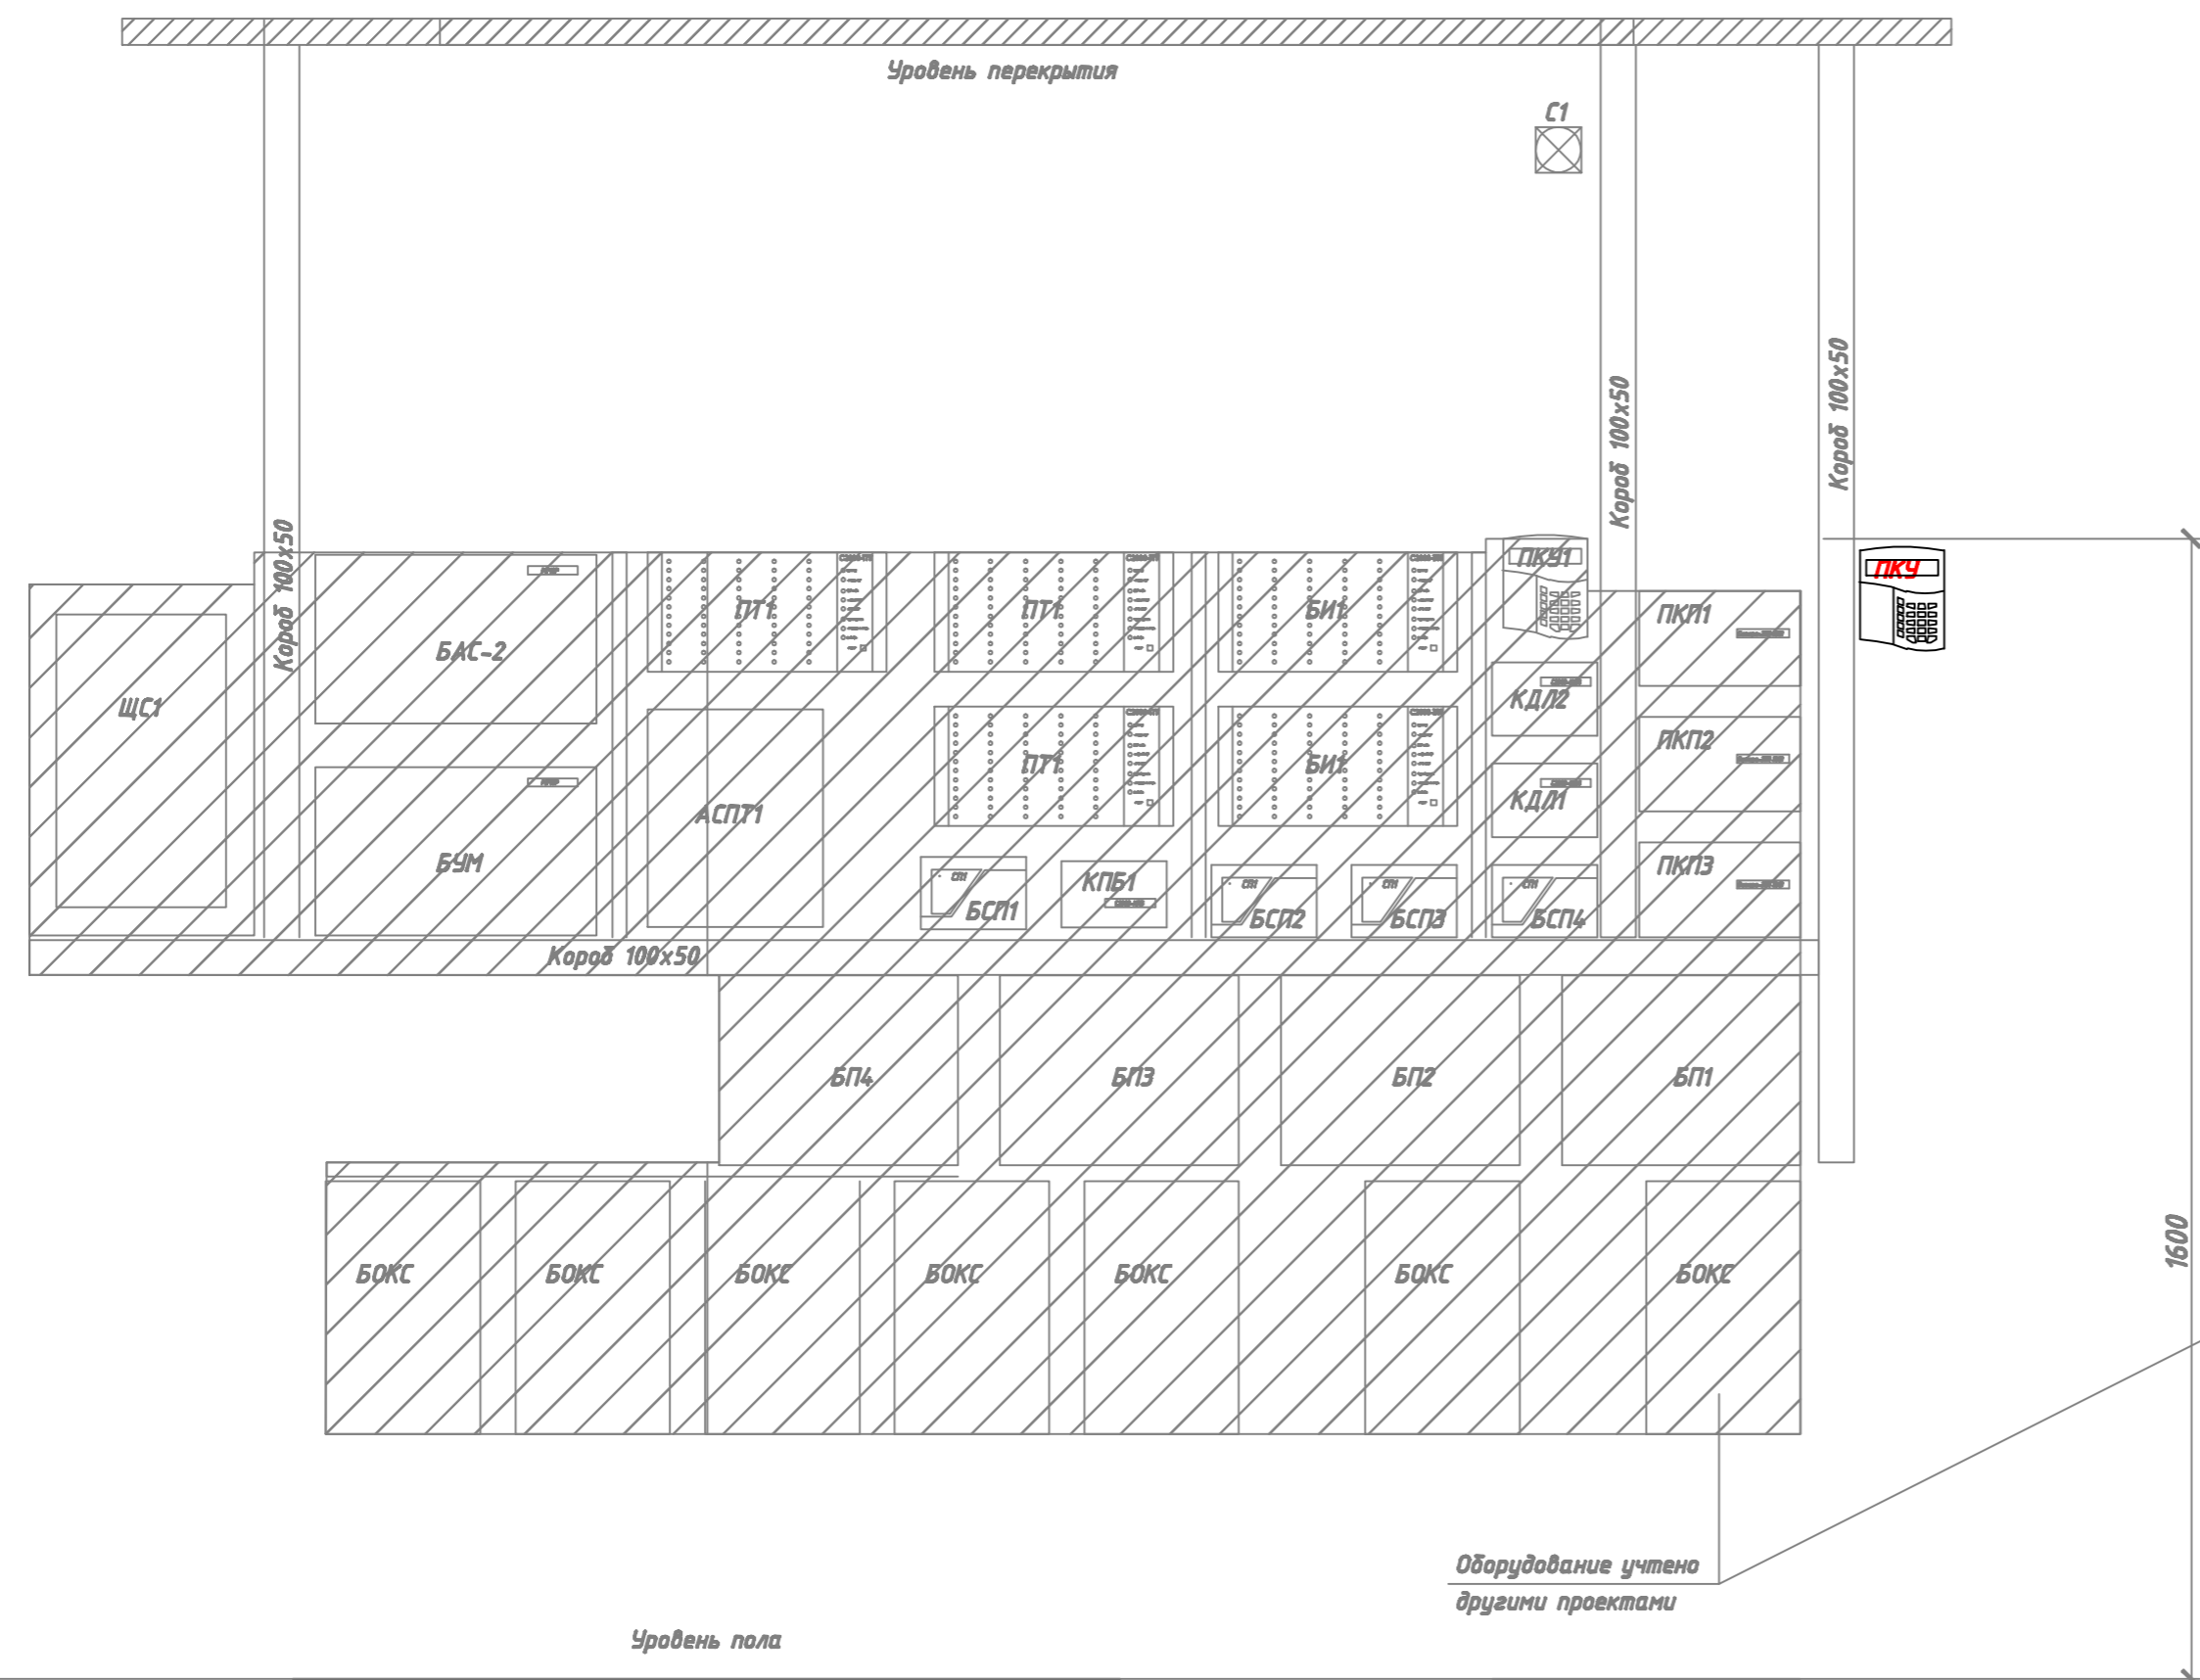 Уровень перекрытия
С1
Короб 100х50
Короб 100х50
Короб 100х50
ПКУ1
ПКУ
ПТ1
ПТ1
БИ1
ПКП1
БАС-2
КДЛ2
ЩС1
ПКП2
ПТ1
БИ1
КДЛ1
АСПТ1
БУМ
ПКП3
КПБ1
БСП1
БСП2
БСП3
БСП4
Короб 100х50
БП4
БП3
БП2
БП1
1600
БОКС
БОКС
БОКС
БОКС
БОКС
БОКС
БОКС
Оборудование учтено
другими проектами
Уровень пола